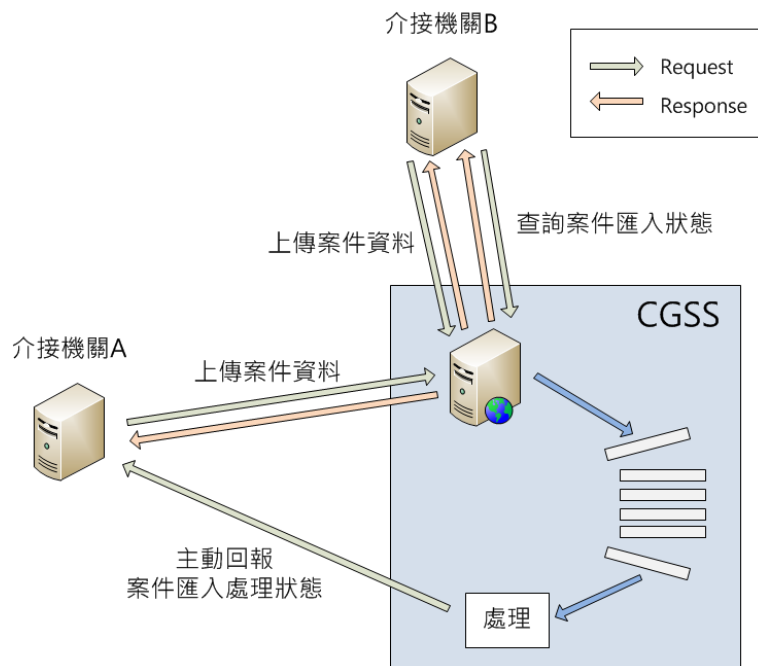 介接機關B
Request
Response
上傳案件資料
查詢案件匯入狀態
CGSS
介接機關A
上傳案件資料
主動回報
案件匯入處理狀態
處理